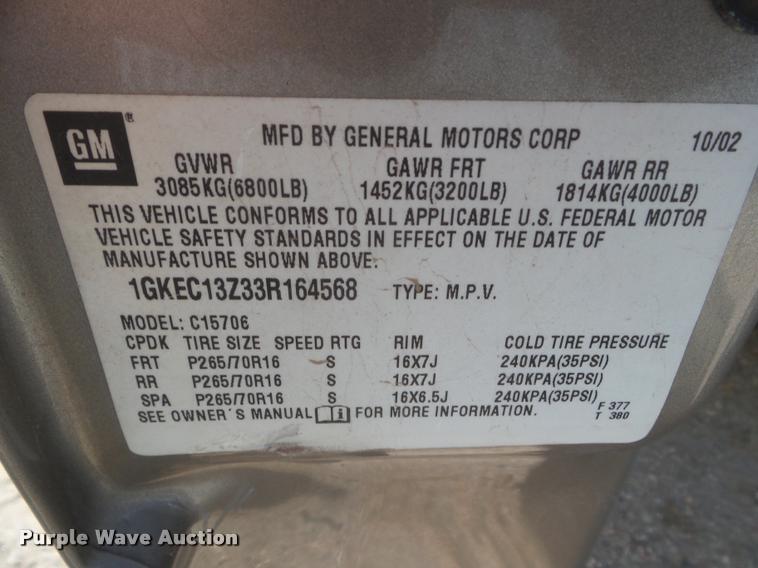 GM®
MFD BY GENERAL MOTORS CORP 10/02
GVWR GAWR FRT GAWR RR
3085KG(6800LB) 1452KG(3200LB) 1814KG(4000LB)
THIS VEHICLE CONFORMS TO ALL APPLICABLE U.S. FEDERAL MOTOR
VEHICLE SAFETY STANDARDS IN EFFECT ON THE DATE OF
MANUFACTURE SHOWN ABOVE.
1GKEC13Z33R164568 TYPE: M.P.V.
MODEL: C15706
CPDK TIRE SIZE SPEED RTG RIM COLD TIRE PRESSURE
FRT P265/70R16 S 16X7J 240KPA(35PSI)
RR P265/70R16 S 16X7J 240KPA(35PSI)
SPA P265/70R16 S 16X6.5J 240KPA(35PSI)
SEE OWNER'S MANUAL i FOR MORE INFORMATION.
F 377
T 380
Purple Wave Auction